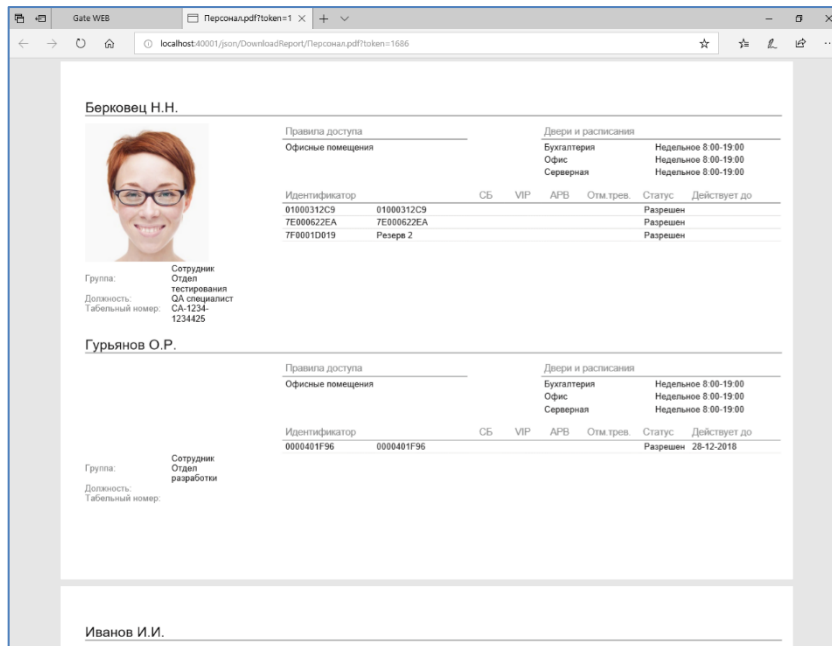 Gate WEB
Персонал.pdf?token=1
localhost:40001/json/DownloadReport/Персонал.pdf?token=1686
Берковец Н.Н.
Правила доступа Двери и расписания
Офисные помещения Бухгалтерия Недельное 8:00-19:00
Офис Недельное 8:00-19:00
Серверная Недельное 8:00-19:00
Идентификатор СБ VIP APB Отм.трев. Статус Действует до
01000312C9 01000312C9 Разрешен
7E000622EA 7E000622EA Разрешен
7F0001D019 Резерв 2 Разрешен
Сотрудник
Группа: Отдел
тестирования
Должность: QA специалист
Табельный номер: CA-1234-
1234425
Гурьянов О.Р.
Правила доступа Двери и расписания
Офисные помещения Бухгалтерия Недельное 8:00-19:00
Офис Недельное 8:00-19:00
Серверная Недельное 8:00-19:00
Идентификатор СБ VIP APB Отм.трев. Статус Действует до
0000401F96 0000401F96 Разрешен 28-12-2018
Сотрудник
Группа: Отдел
разработки
Должность:
Табельный номер:
Иванов И.И.